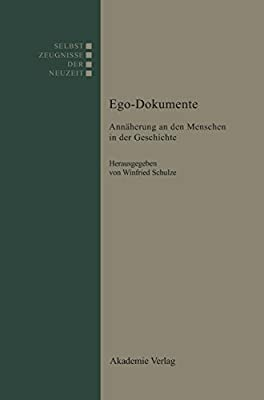 SELBST
ZEUGNISSE
DER
NEUZEIT
Ego-Dokumente
Annäherung an den Menschen
in der Geschichte
Herausgegeben
von Winfried Schulze
Akademie Verlag